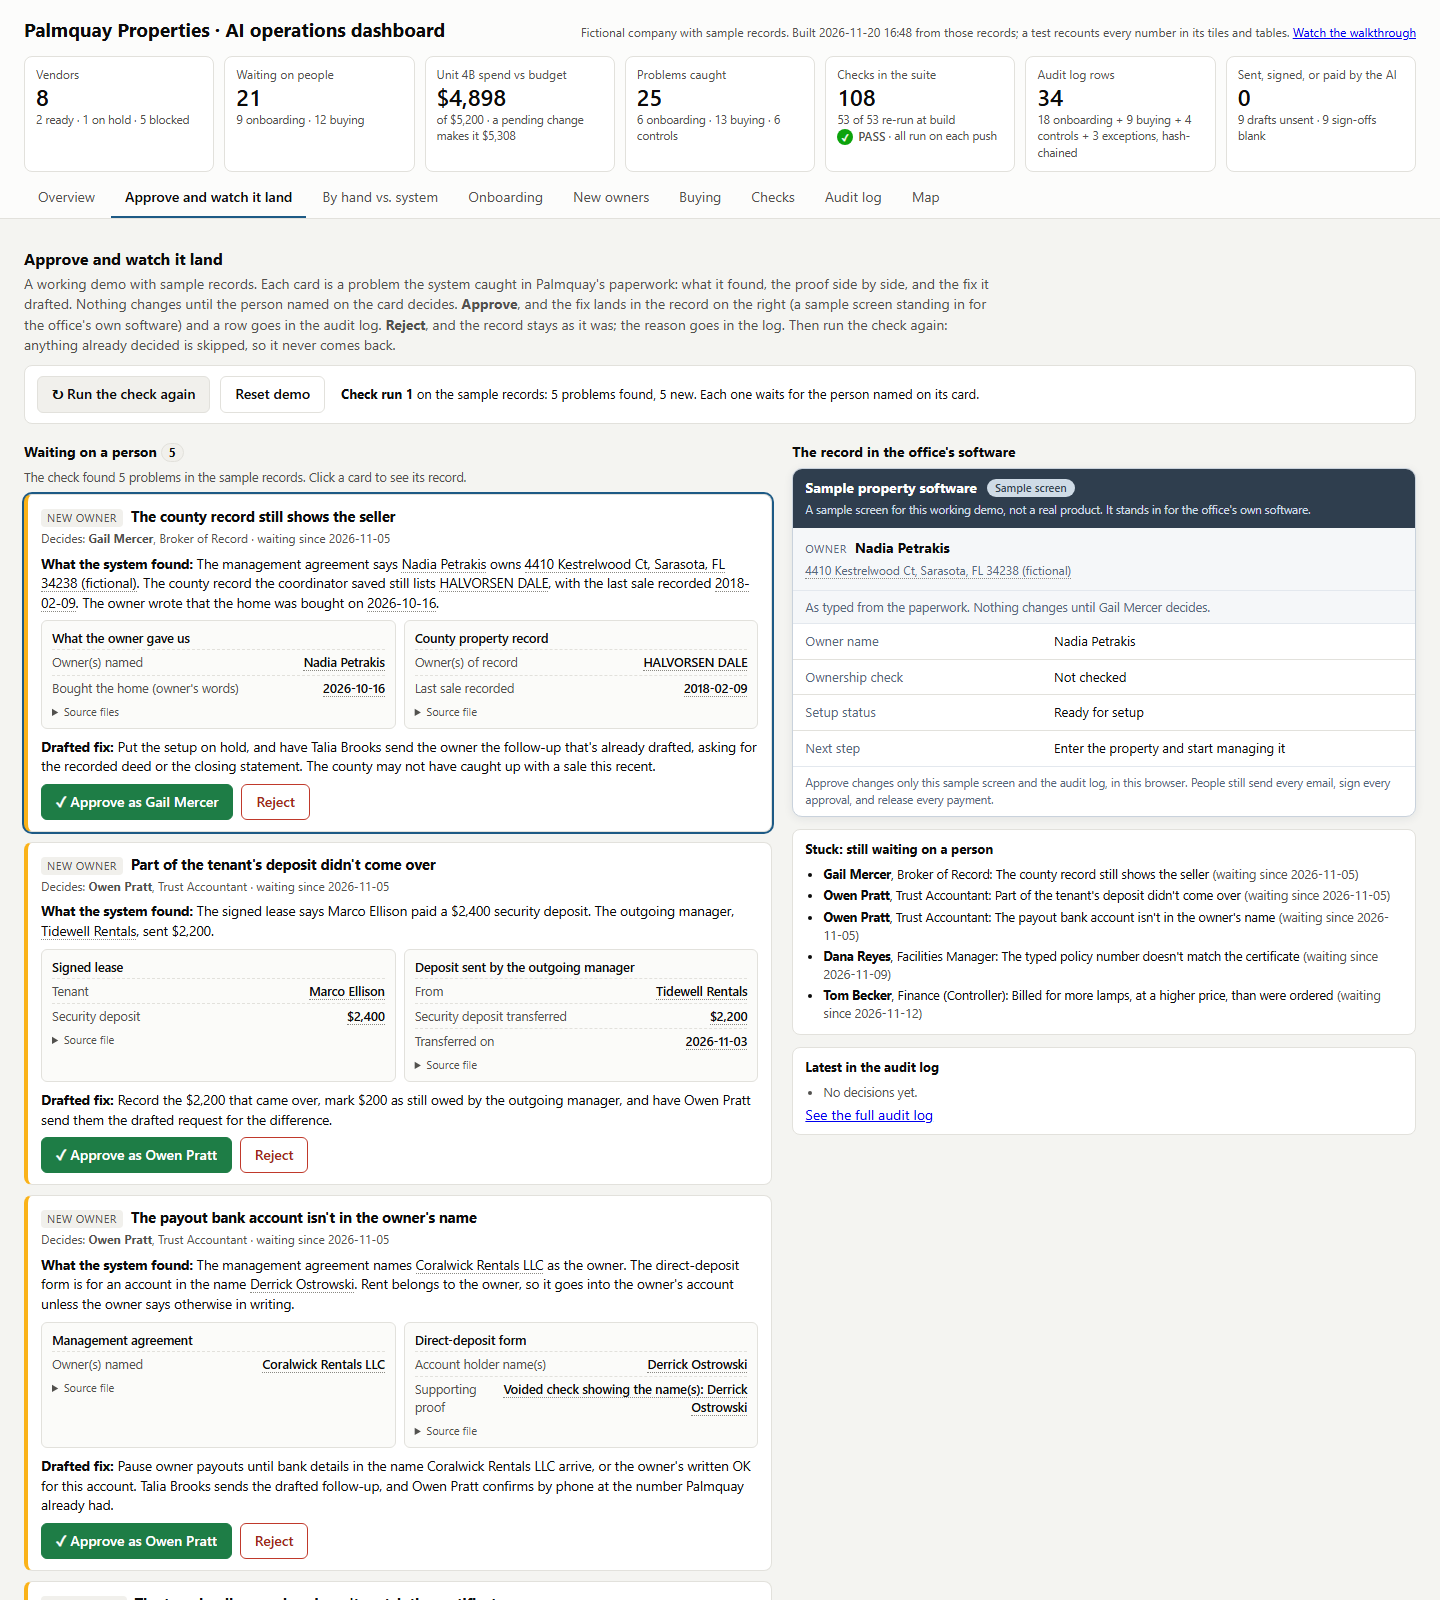 Palmquay Properties · AI operations dashboard
Fictional company with sample records. Built 2026-11-20 16:48 from those records; a test recounts every number in its tiles and tables. Watch the walkthrough
Vendors
8
2 ready · 1 on hold · 5 blocked
Waiting on people
21
9 onboarding · 12 buying
Unit 4B spend vs budget
$4,898
of $5,200 · a pending change
makes it $5,308
Problems caught
25
6 onboarding · 13 buying · 6
controls
Checks in the suite
108
53 of 53 re-run at build
✓ PASS · all run on each push
Audit log rows
34
18 onboarding + 9 buying + 4
controls + 3 exceptions, hash-
chained
Sent, signed, or paid by the AI
0
9 drafts unsent · 9 sign-offs
blank
Overview
Approve and watch it land
By hand vs. system
Onboarding
New owners
Buying
Checks
Audit log
Map
Approve and watch it land
A working demo with sample records. Each card is a problem the system caught in Palmquay's paperwork: what it found, the proof side by side, and the fix it
drafted. Nothing changes until the person named on the card decides. Approve, and the fix lands in the record on the right (a sample screen standing in for
the office's own software) and a row goes in the audit log. Reject, and the record stays as it was; the reason goes in the log. Then run the check again:
anything already decided is skipped, so it never comes back.
↻ Run the check again
Reset demo
Check run 1 on the sample records: 5 problems found, 5 new. Each one waits for the person named on its card.
Waiting on a person 5
The check found 5 problems in the sample records. Click a card to see its record.
NEW OWNER The county record still shows the seller
Decides: Gail Mercer, Broker of Record · waiting since 2026-11-05
What the system found: The management agreement says Nadia Petrakis owns 4410 Kestrelwood Ct, Sarasota, FL
34238 (fictional). The county record the coordinator saved still lists HALVORSEN DALE, with the last sale recorded 2018-
02-09. The owner wrote that the home was bought on 2026-10-16.
What the owner gave us
Owner(s) named Nadia Petrakis
Bought the home (owner's words) 2026-10-16
▶ Source files
County property record
Owner(s) of record HALVORSEN DALE
Last sale recorded 2018-02-09
▶ Source file
Drafted fix: Put the setup on hold, and have Talia Brooks send the owner the follow-up that's already drafted, asking for
the recorded deed or the closing statement. The county may not have caught up with a sale this recent.
✓ Approve as Gail Mercer
Reject
NEW OWNER Part of the tenant's deposit didn't come over
Decides: Owen Pratt, Trust Accountant · waiting since 2026-11-05
What the system found: The signed lease says Marco Ellison paid a $2,400 security deposit. The outgoing manager,
Tidewell Rentals, sent $2,200.
Signed lease
Tenant Marco Ellison
Security deposit $2,400
▶ Source file
Deposit sent by the outgoing manager
From Tidewell Rentals
Security deposit transferred $2,200
Transferred on 2026-11-03
▶ Source file
Drafted fix: Record the $2,200 that came over, mark $200 as still owed by the outgoing manager, and have Owen Pratt
send them the drafted request for the difference.
✓ Approve as Owen Pratt
Reject
NEW OWNER The payout bank account isn't in the owner's name
Decides: Owen Pratt, Trust Accountant · waiting since 2026-11-05
What the system found: The management agreement names Coralwick Rentals LLC as the owner. The direct-deposit
form is for an account in the name Derrick Ostrowski. Rent belongs to the owner, so it goes into the owner's account
unless the owner says otherwise in writing.
Management agreement
Owner(s) named Coralwick Rentals LLC
▶ Source file
Direct-deposit form
Account holder name(s) Derrick Ostrowski
Supporting Voided check showing the name(s): Derrick
proof Ostrowski
▶ Source file
Drafted fix: Pause owner payouts until bank details in the name Coralwick Rentals LLC arrive, or the owner's written OK
for this account. Talia Brooks sends the drafted follow-up, and Owen Pratt confirms by phone at the number Palmquay
already had.
✓ Approve as Owen Pratt
Reject
The record in the office's software
Sample property software Sample screen
A sample screen for this working demo, not a real product. It stands in for the office's own software.
OWNER Nadia Petrakis
4410 Kestrelwood Ct, Sarasota, FL 34238 (fictional)
As typed from the paperwork. Nothing changes until Gail Mercer decides.
Owner name Nadia Petrakis
Ownership check Not checked
Setup status Ready for setup
Next step Enter the property and start managing it
Approve changes only this sample screen and the audit log, in this browser. People still send every email, sign every
approval, and release every payment.
Stuck: still waiting on a person
• Gail Mercer, Broker of Record: The county record still shows the seller (waiting since 2026-11-05)
• Owen Pratt, Trust Accountant: Part of the tenant's deposit didn't come over (waiting since 2026-11-05)
• Owen Pratt, Trust Accountant: The payout bank account isn't in the owner's name (waiting since 2026-
11-05)
• Dana Reyes, Facilities Manager: The typed policy number doesn't match the certificate (waiting since
2026-11-09)
• Tom Becker, Finance (Controller): Billed for more lamps, at a higher price, than were ordered (waiting
since 2026-11-12)
Latest in the audit log
• No decisions yet.
See the full audit log